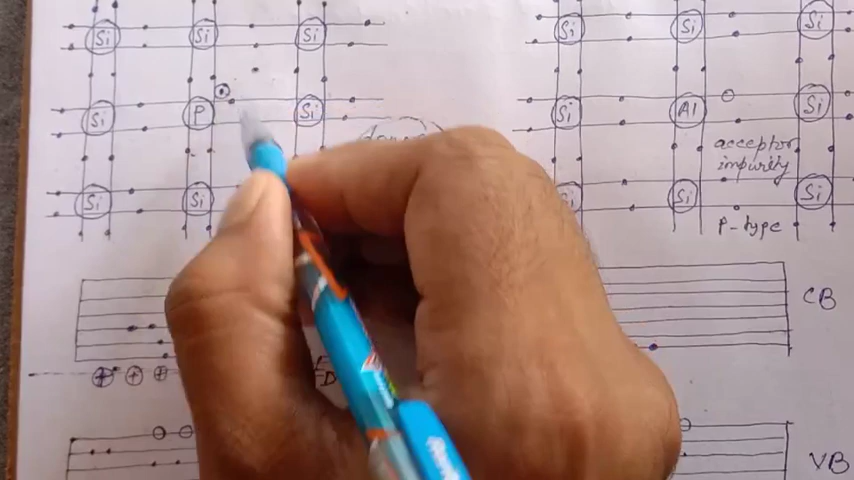 Si Si Si Si Si Si
Si P Si Si Al Si
donor
acceptor
impurity
Si Si Si Si Si
P-type
CB
E
D
VB